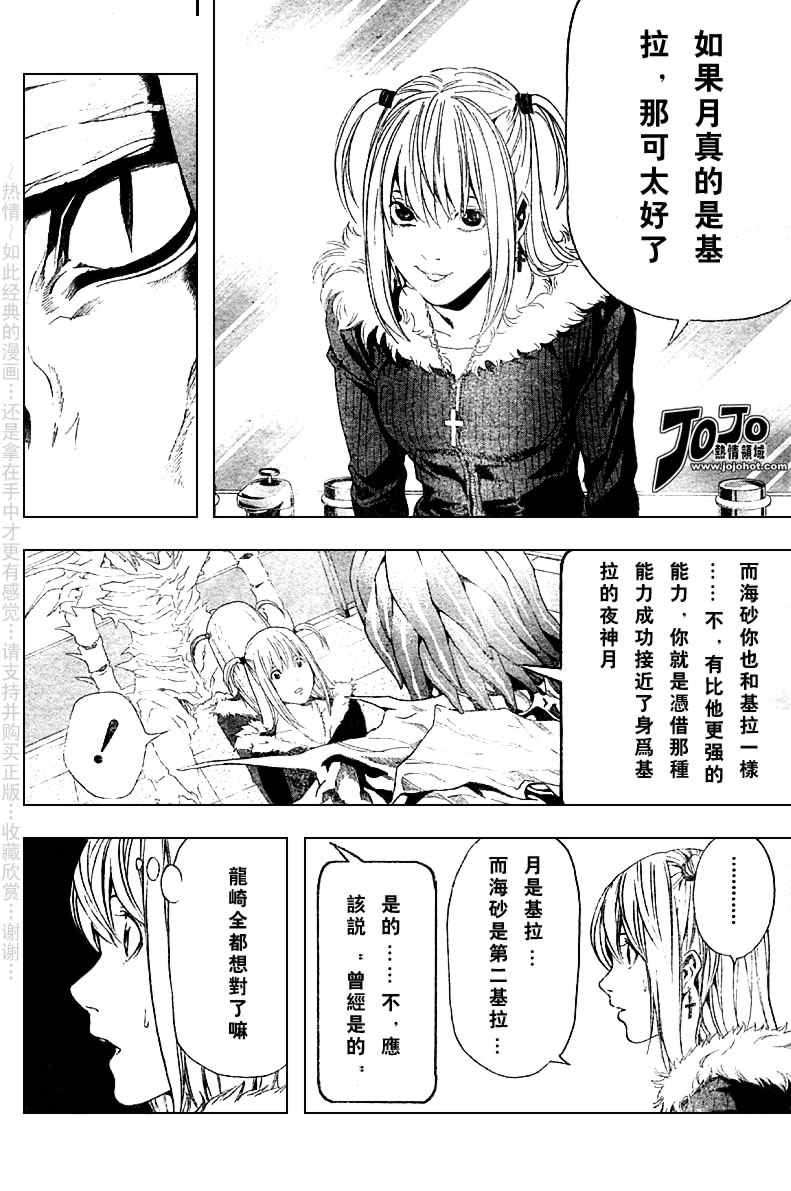 如果月真的是基
拉，那可太好了
JOJO
熱情領域
www.jojohot.com
而海砂你也和基拉一樣
……不，有比他更强的
能力，你就是憑借那種
能力成功接近了身爲基
拉的夜神月
！
…………
月是基拉…
而海砂是第二基拉…
是的……不，應
該説“曾經是的”
龍崎全都想對了嘛
～热情～如此经典的漫画…还是拿在手中才更有感觉…请支持并购买正版…收藏欣赏…谢谢…